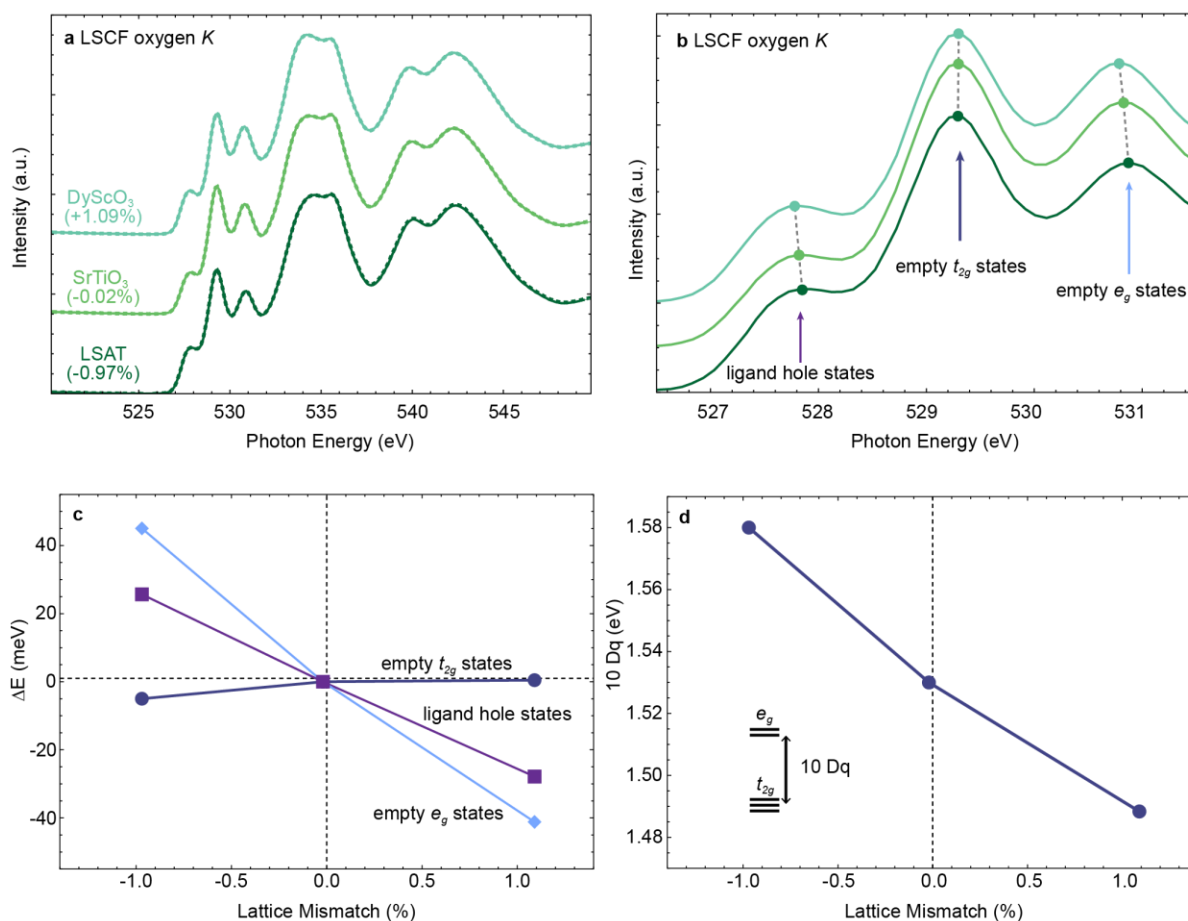 a LSCF oxygen K
DyScO₃
(+1.09%)
SrTiO₃
(-0.02%)
LSAT
(-0.97%)
Intensity (a.u.)
525 530 535 540 545
Photon Energy (eV)
b LSCF oxygen K
empty t₂g states
empty eg states
ligand hole states
Intensity (a.u.)
527 528 529 530 531
Photon Energy (eV)
c
ΔE (meV)
40
20
0
-20
-40
empty t₂g states
ligand hole states
empty eg states
-1.0 -0.5 0.0 0.5 1.0
Lattice Mismatch (%)
d
10 Dq (eV)
1.58
1.56
1.54
1.52
1.50
1.48
eg
10 Dq
t₂g
-1.0 -0.5 0.0 0.5 1.0
Lattice Mismatch (%)